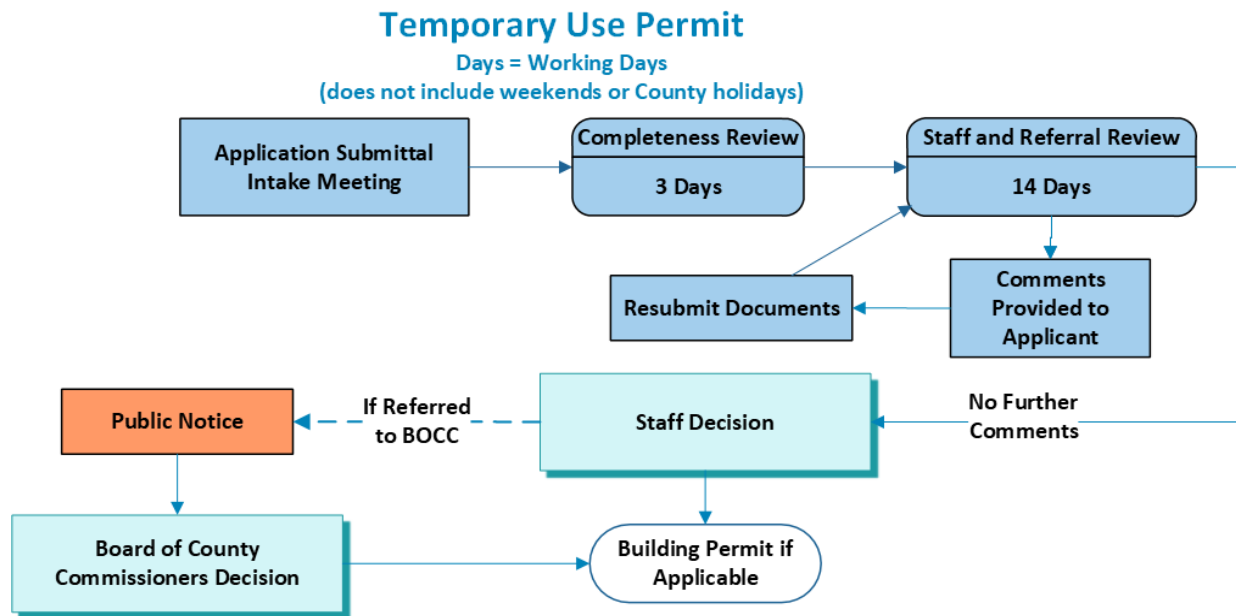 Temporary Use Permit
Days = Working Days
(does not include weekends or County holidays)
Application Submittal
Intake Meeting
Completeness Review
3 Days
Staff and Referral Review
14 Days
Comments
Provided to
Applicant
Resubmit Documents
No Further
Comments
Staff Decision
If Referred
to BOCC
Public Notice
Board of County
Commissioners Decision
Building Permit if
Applicable